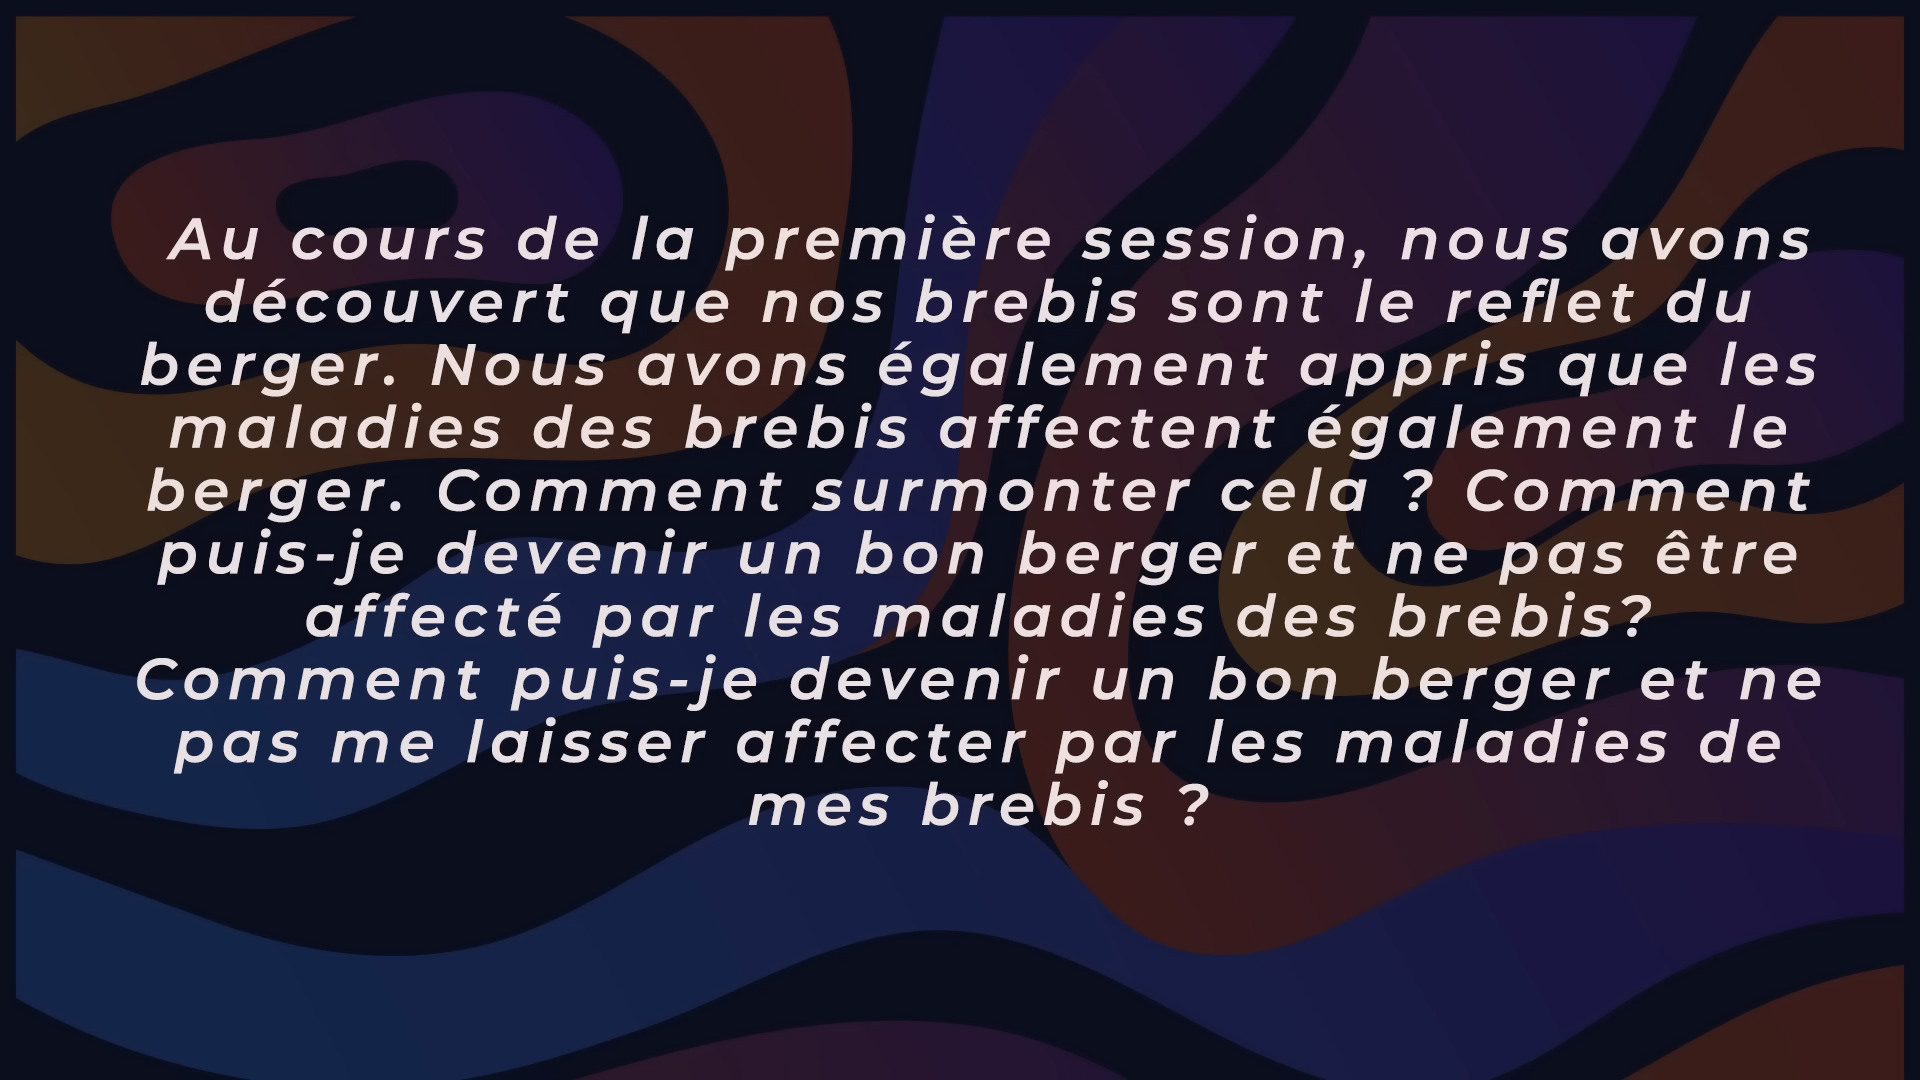 Au cours de la première session, nous avons
découvert que nos brebis sont le reflet du
berger. Nous avons également appris que les
maladies des brebis affectent également le
berger. Comment surmonter cela ? Comment
puis-je devenir un bon berger et ne pas être
affecté par les maladies des brebis?
Comment puis-je devenir un bon berger et ne
pas me laisser affecter par les maladies de
mes brebis ?